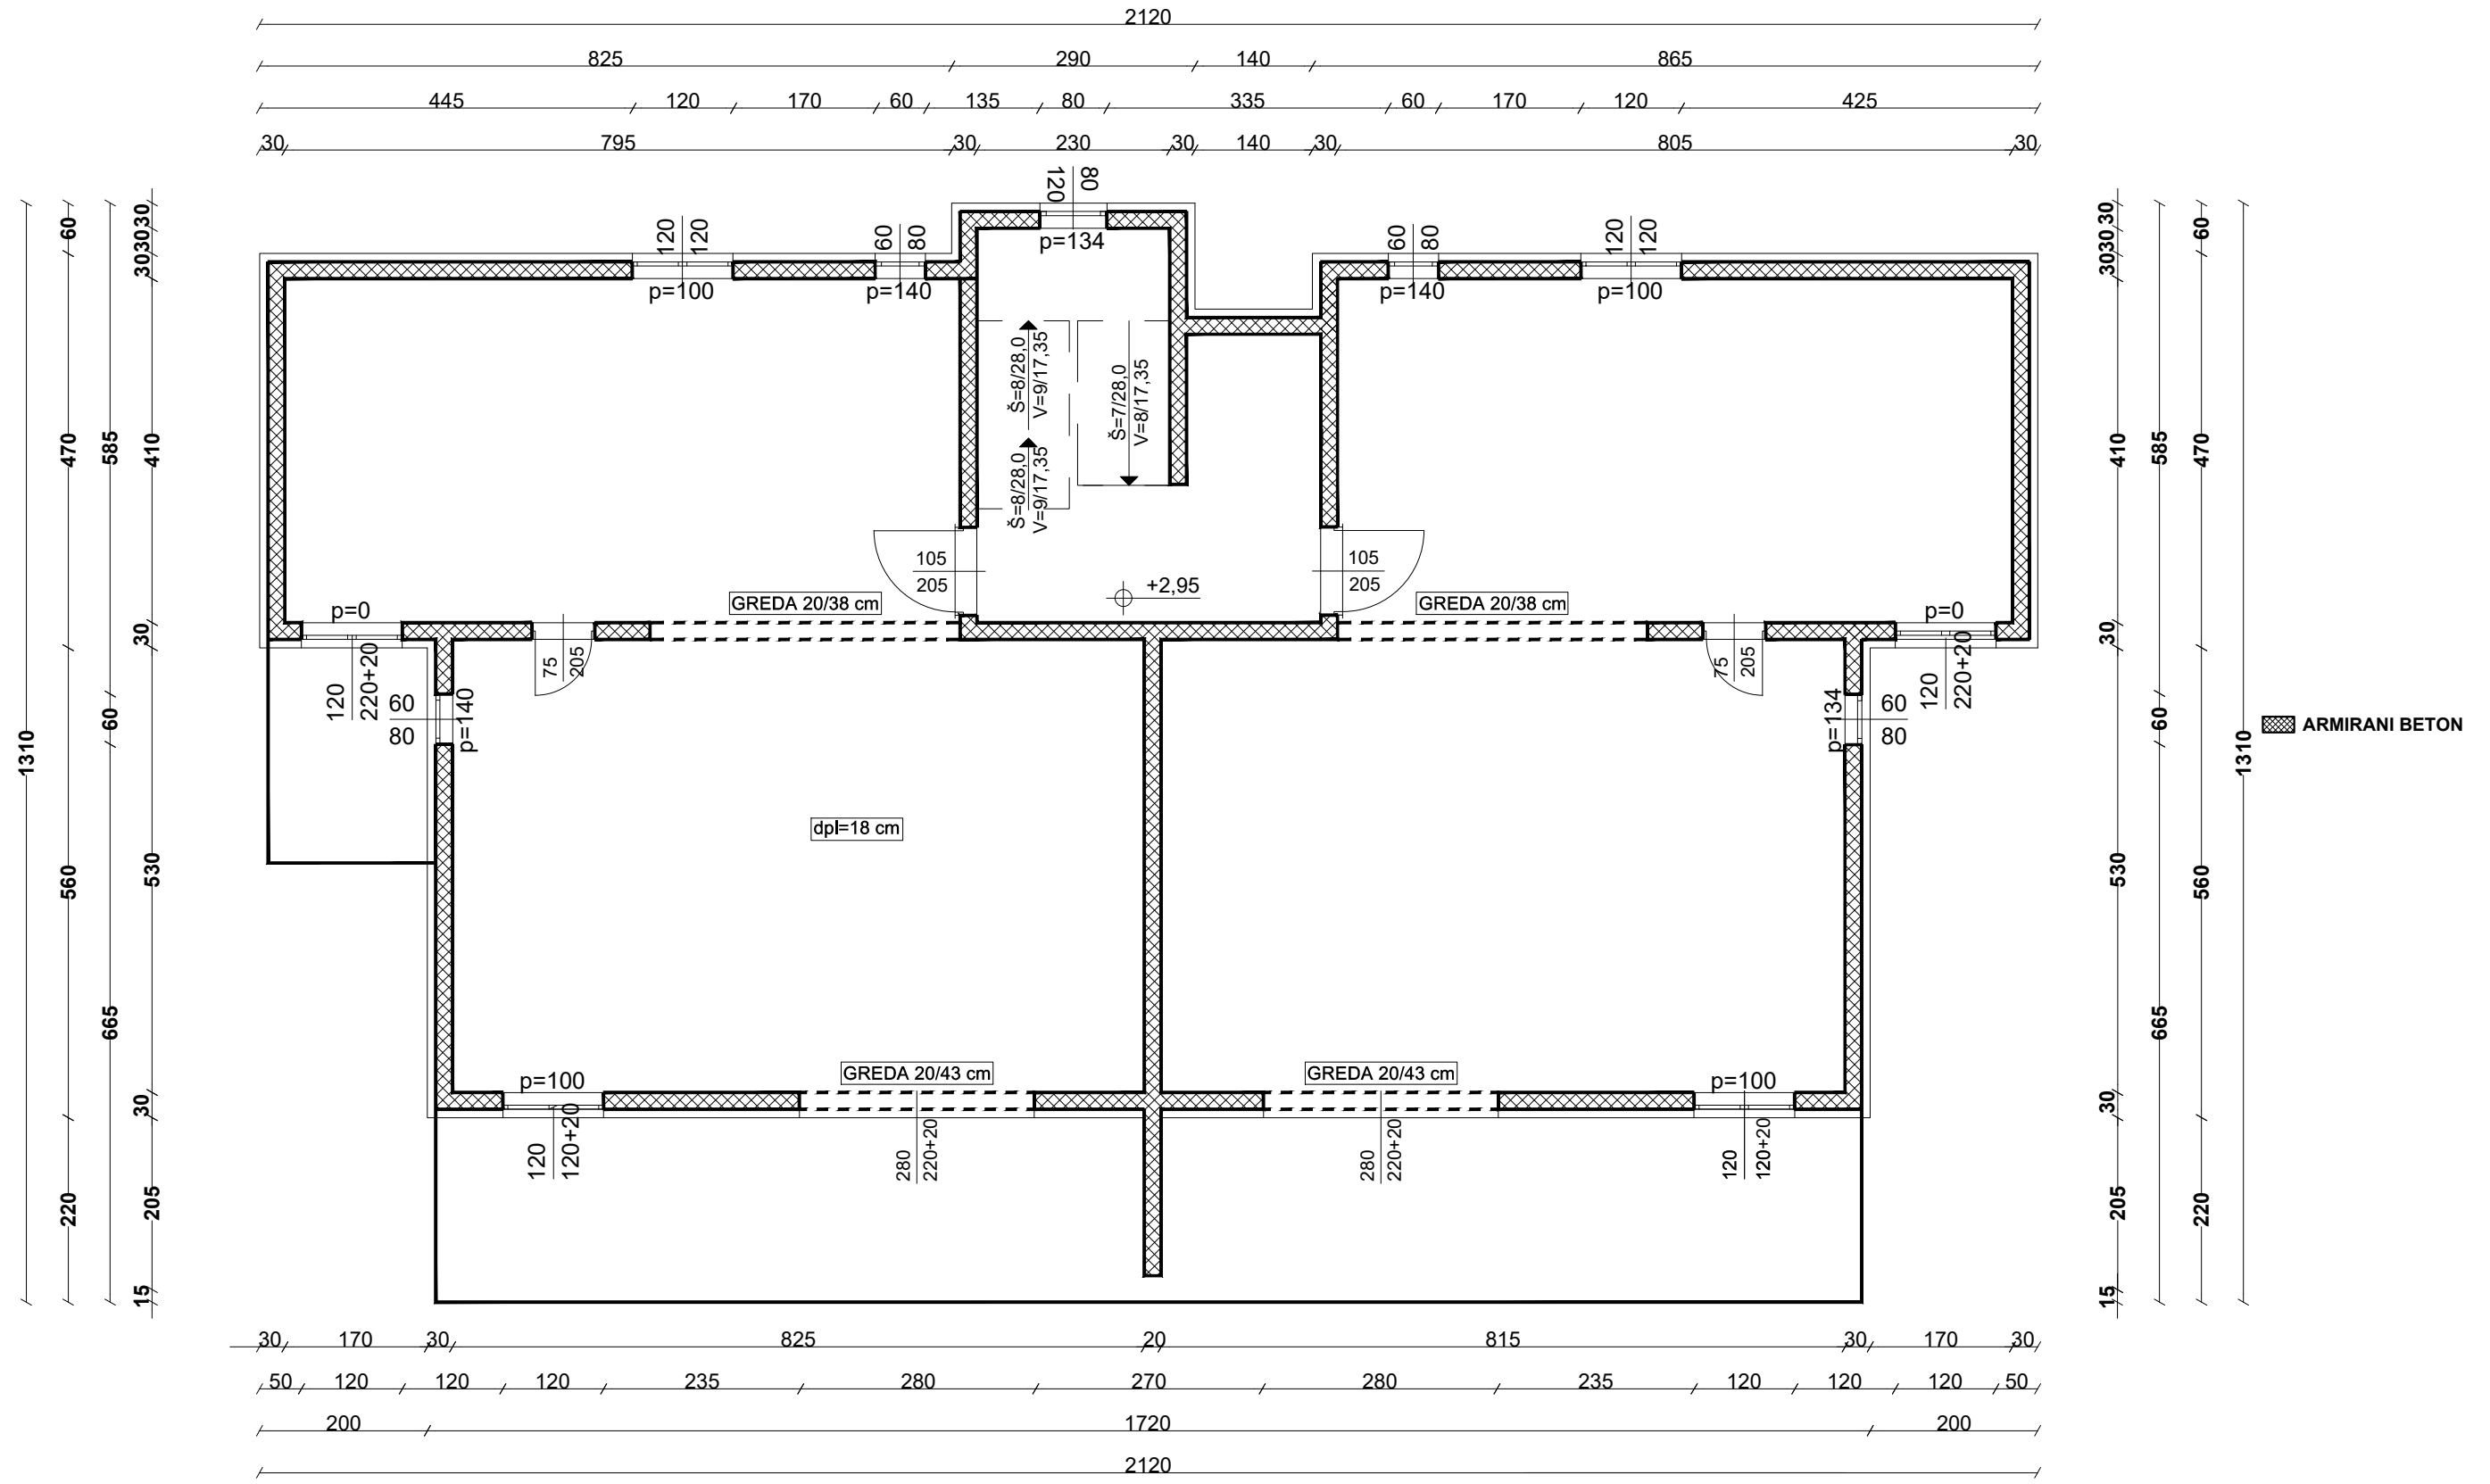 2120
825 290 140 865
445 120 170 60 135 80 335 60 170 120 425
30 795 30 230 30 140 30 805 30
120 80
p=134
120 120
p=100
60 80
p=140
60 80
p=140
120 120
p=100
Š=8/28,0
V=9/17,35
Š=7/28,0
V=8/17,35
Š=8/28,0
V=9/17,35
105
205
105
205
+2,95
GREDA 20/38 cm
GREDA 20/38 cm
p=0
p=0
120
220+20
75
205
75
205
120
220+20
60
80
p=140
p=134
60
80
ARMIRANI BETON
dpl=18 cm
GREDA 20/43 cm
GREDA 20/43 cm
p=100
p=100
120
120+20
280
220+20
280
220+20
120
120+20
1310
60 470 560 220
585 60 665
30 30 30 410 30 530 30 205 15
30 30 30 410 30 530 30 205 15
585 60 665
60 470 560 220
1310
30 170 30 825 20 815 30 170 30
50 120 120 120 235 280 270 280 235 120 120 120 50
200 1720 200
2120